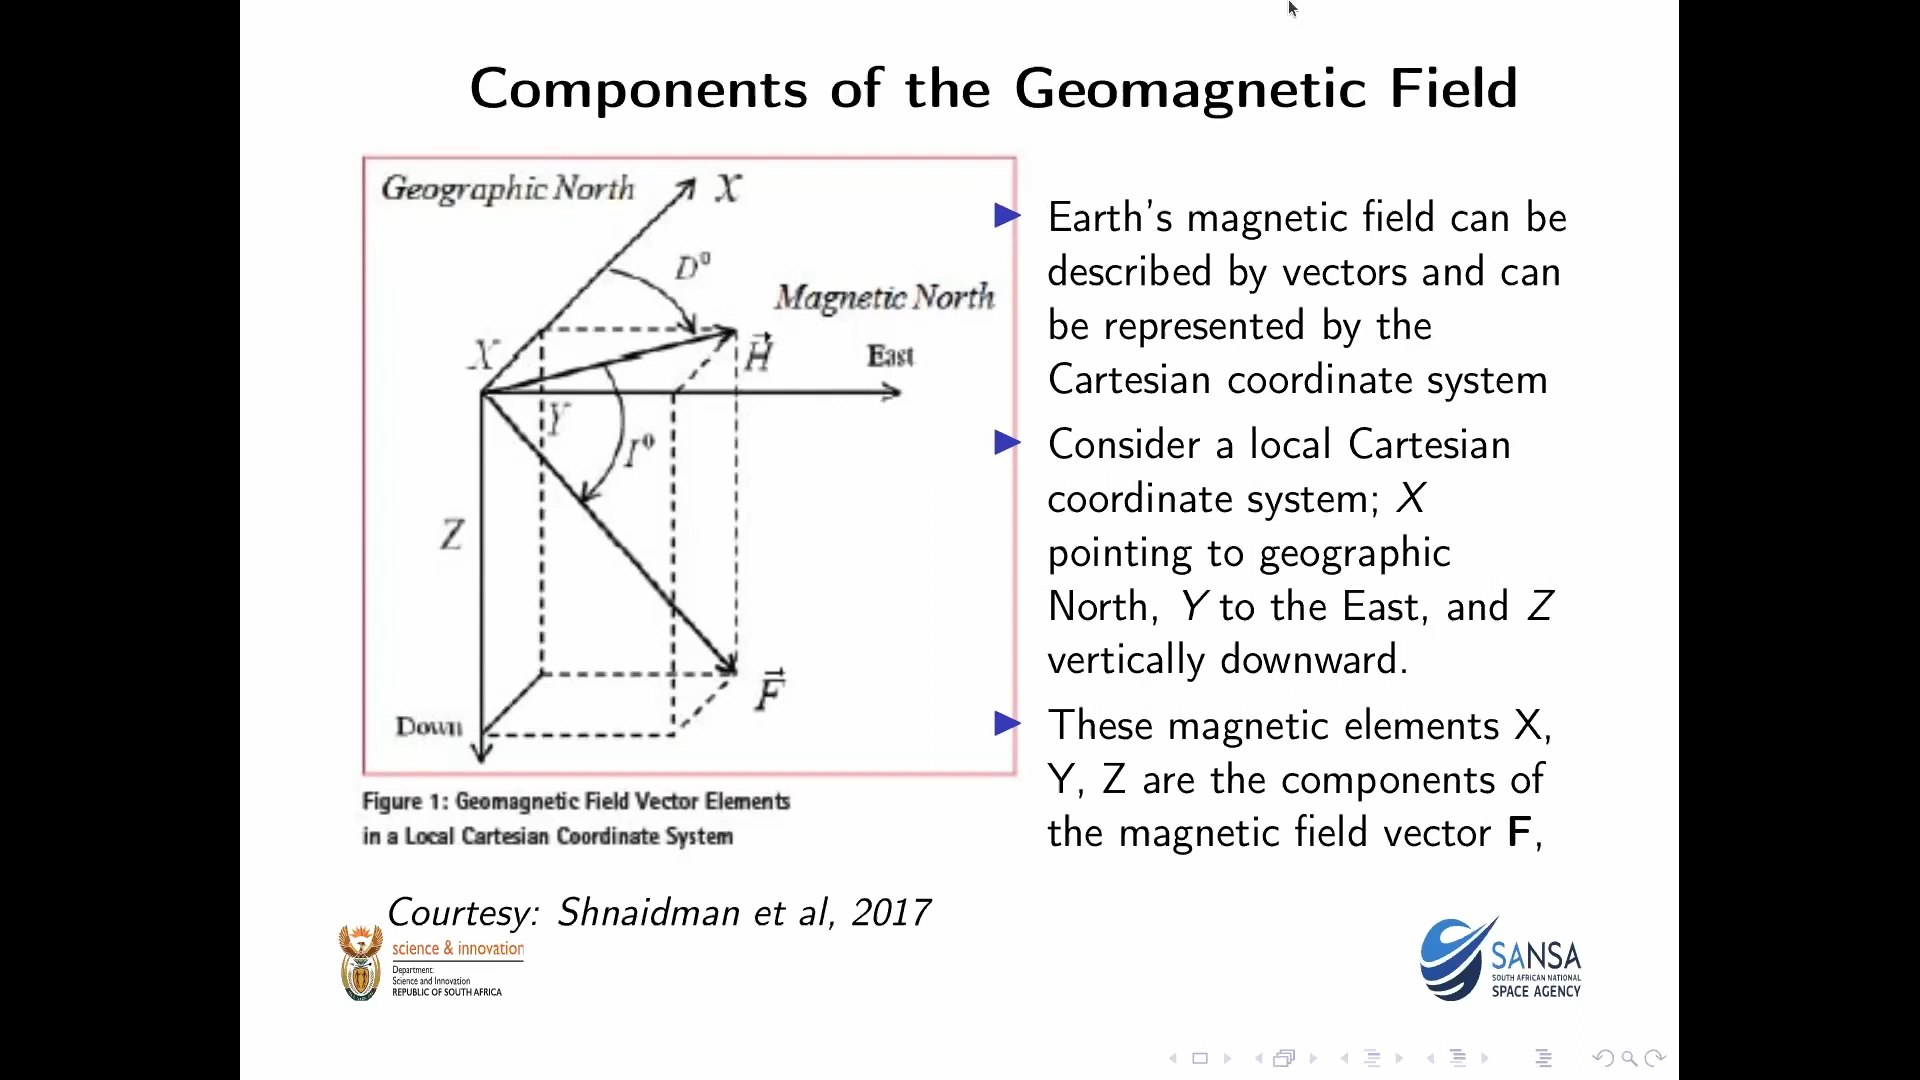 Components of the Geomagnetic Field
Geographic North
X
D⁰
Magnetic North
X
H⃗
East
Y
I⁰
Z
F⃗
Down
Figure 1: Geomagnetic Field Vector Elements
in a Local Cartesian Coordinate System
Courtesy: Shnaidman et al, 2017
▶ Earth's magnetic field can be
described by vectors and can
be represented by the
Cartesian coordinate system
▶ Consider a local Cartesian
coordinate system; X
pointing to geographic
North, Y to the East, and Z
vertically downward.
▶ These magnetic elements X,
Y, Z are the components of
the magnetic field vector F,
science & innovation
Department:
Science and Innovation
REPUBLIC OF SOUTH AFRICA
SANSA
SOUTH AFRICAN NATIONAL
SPACE AGENCY